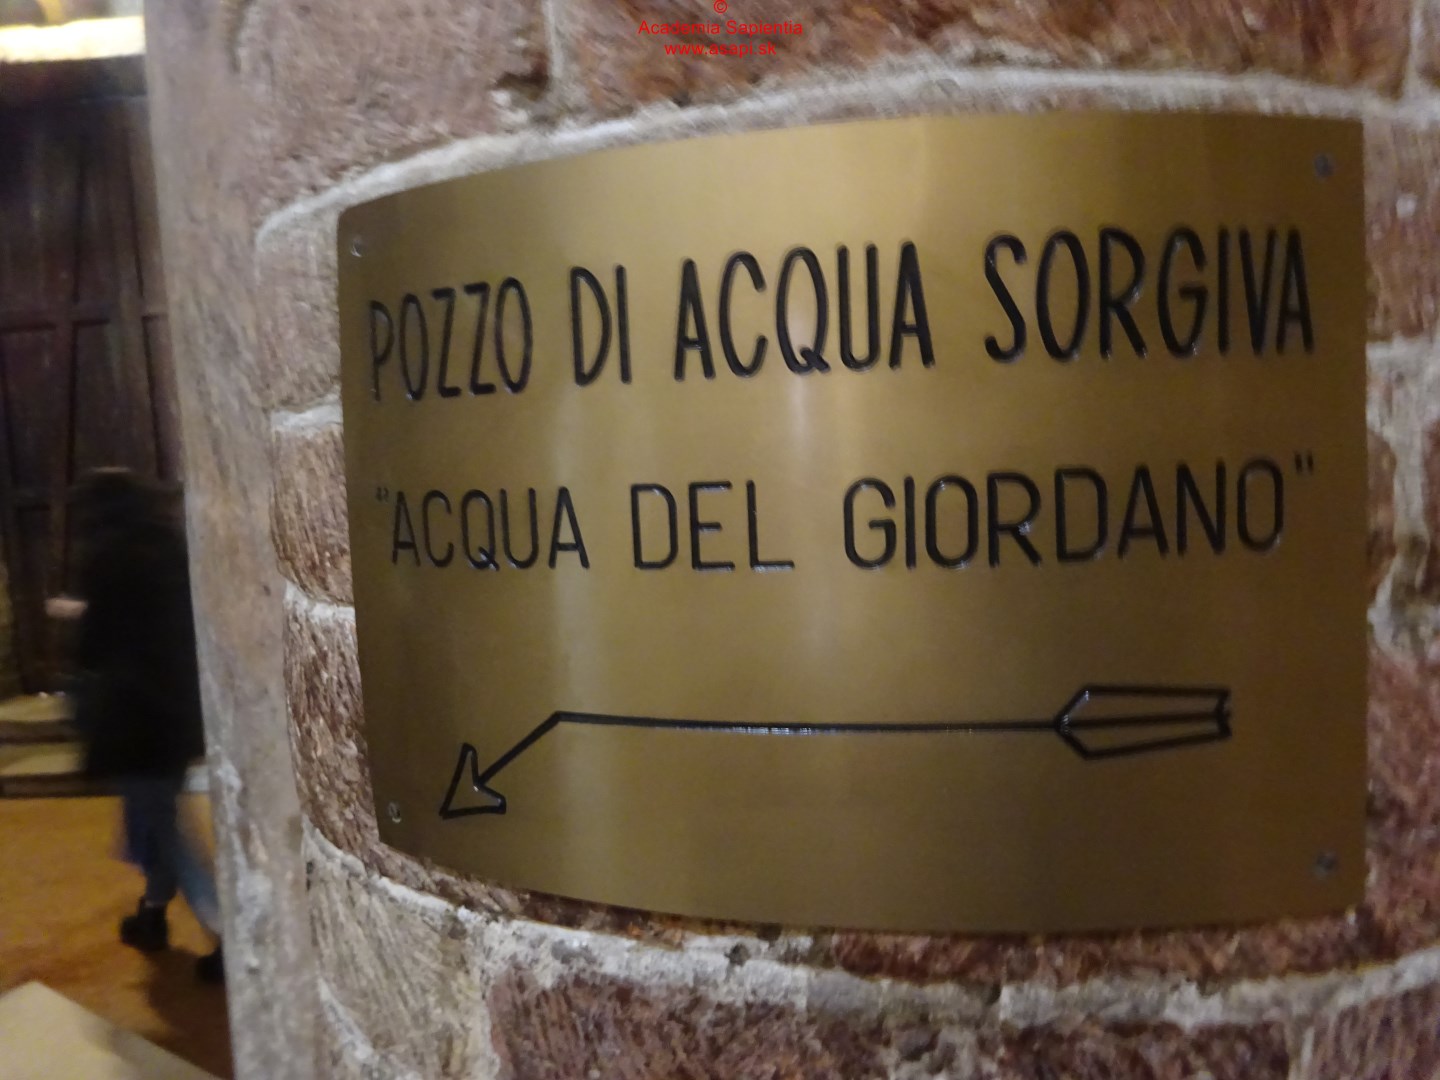 ©
Academia Sapientia
www.asapi.sk
POZZO DI ACQUA SORGIVA
"ACQUA DEL GIORDANO"